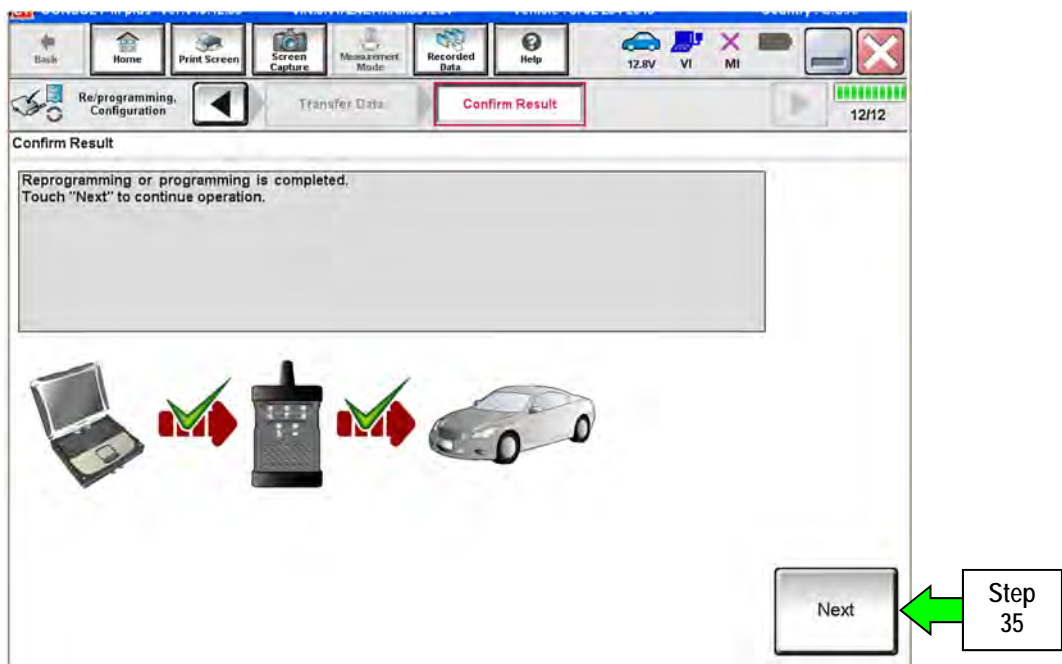 Back
Home
Print Screen
Screen
Capture
Measurement
Mode
Recorded
Data
Help
12.8V
VI
MI
Re/programming,
Configuration
Transfer Data
Confirm Result
12/12
Confirm Result
Reprogramming or programming is completed.
Touch "Next" to continue operation.
Next
Step
35